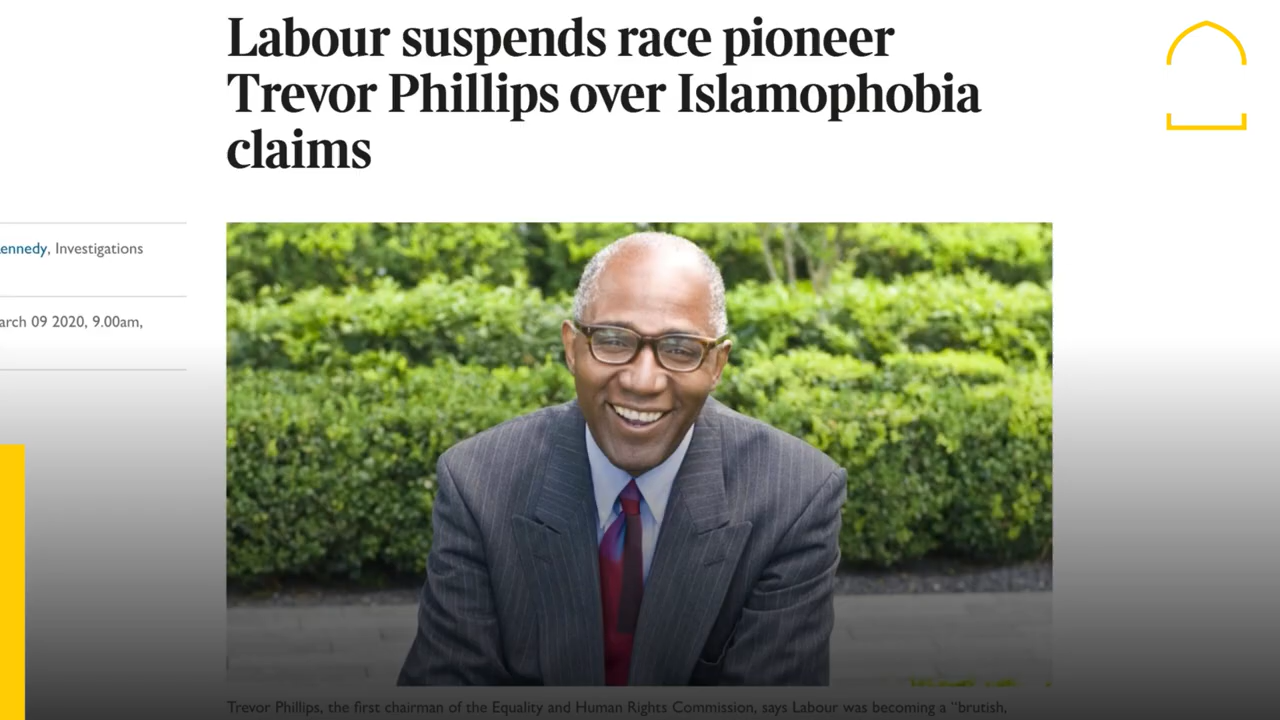 Labour suspends race pioneer
Trevor Phillips over Islamophobia
claims
ennedy, Investigations
arch 09 2020, 9.00am,
Trevor Phillips, the first chairman of the Equality and Human Rights Commission, says Labour was becoming a “brutish,